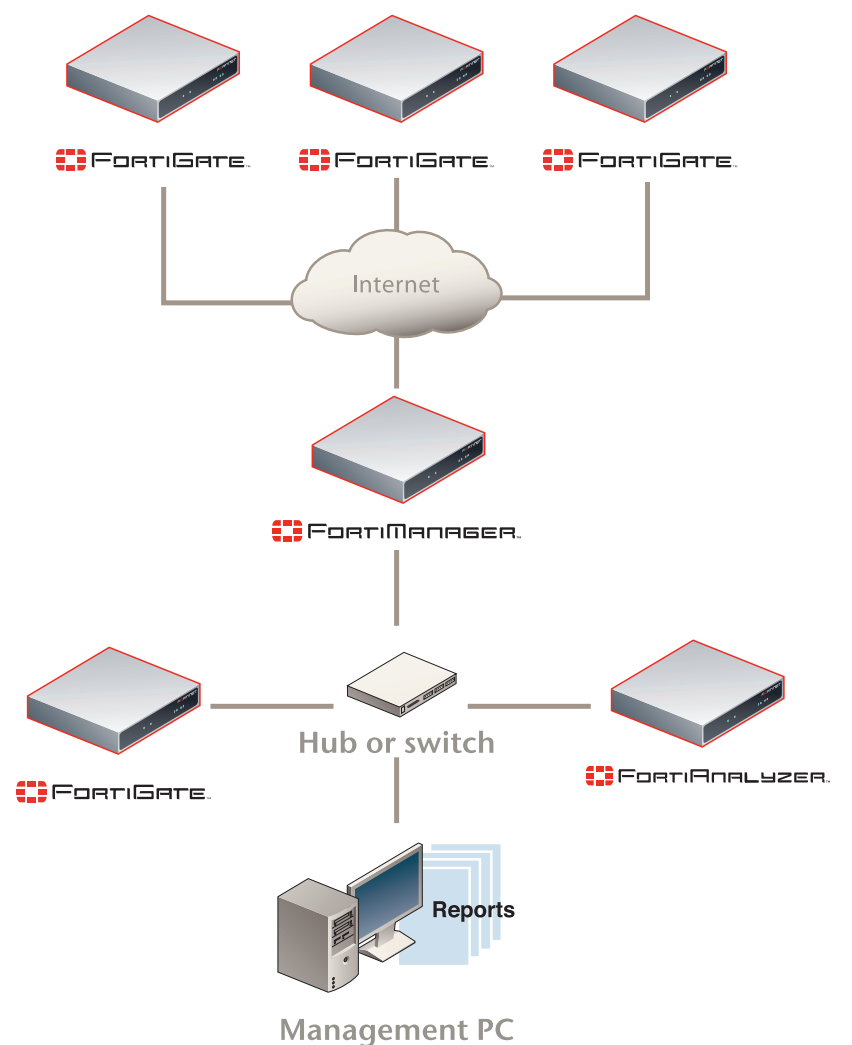 FORTIGATE
FORTIGATE
FORTIGATE
Internet
FORTIMANAGER
Hub or switch
FORTIGATE
FORTIANALYZER
Reports
Management PC